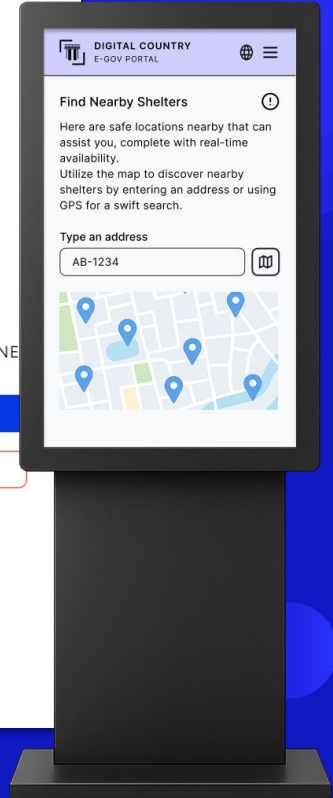 DIGITAL COUNTRY
E-GOV PORTAL
Find Nearby Shelters
Here are safe locations nearby that can
assist you, complete with real-time
availability.
Utilize the map to discover nearby
shelters by entering an address or using
GPS for a swift search.
Type an address
AB-1234
NE